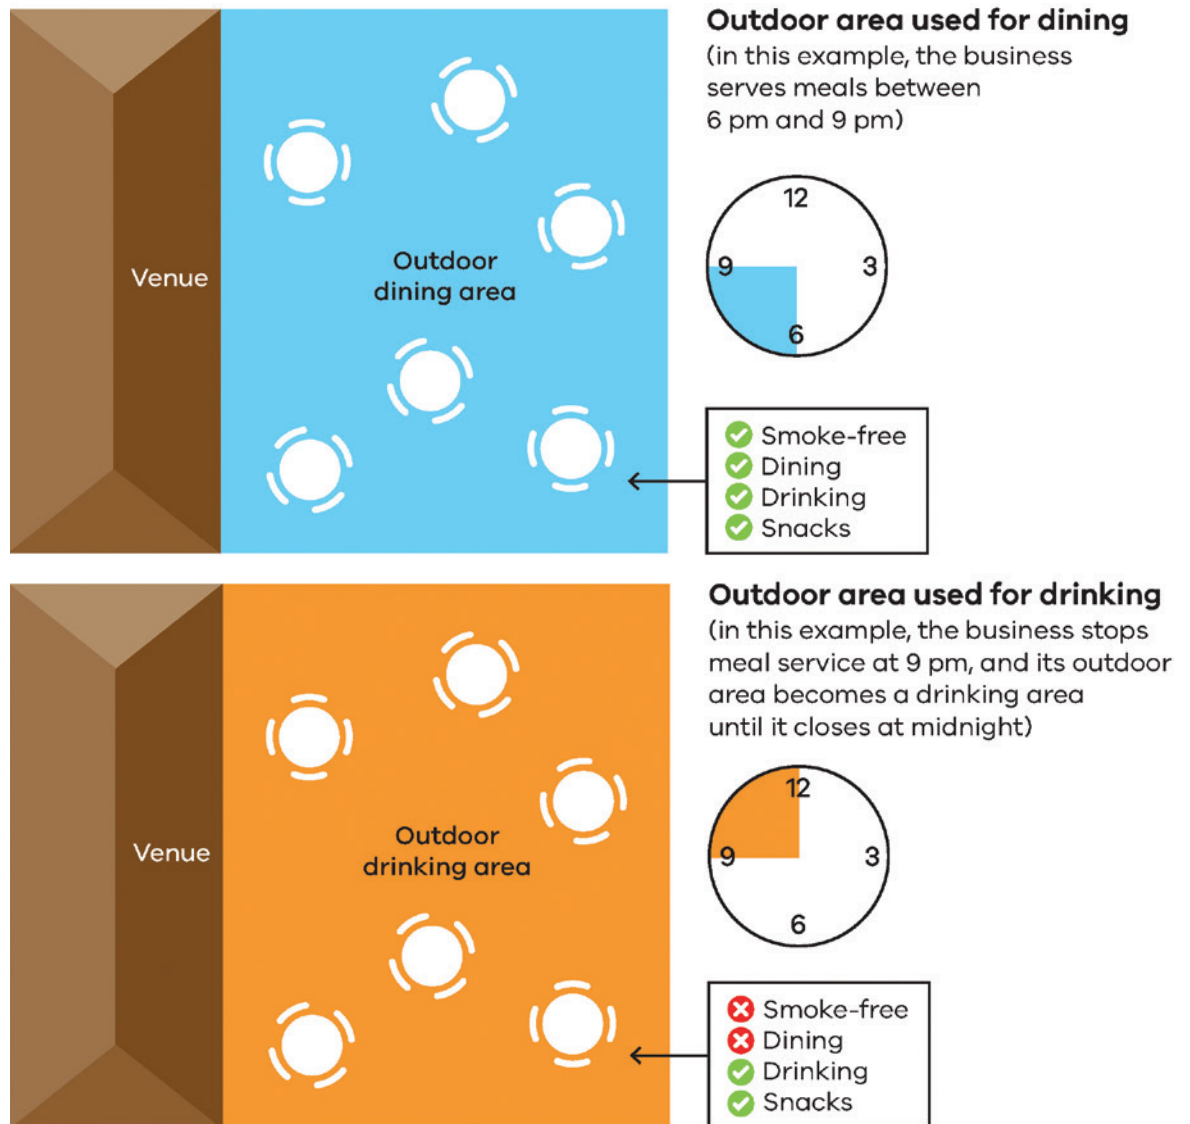 Outdoor area used for dining
(in this example, the business
serves meals between
6 pm and 9 pm)
Venue
Outdoor
dining area
12
9
3
6
Smoke-free
Dining
Drinking
Snacks
Outdoor area used for drinking
(in this example, the business stops
meal service at 9 pm, and its outdoor
area becomes a drinking area
until it closes at midnight)
Venue
Outdoor
drinking area
12
9
3
6
Smoke-free
Dining
Drinking
Snacks